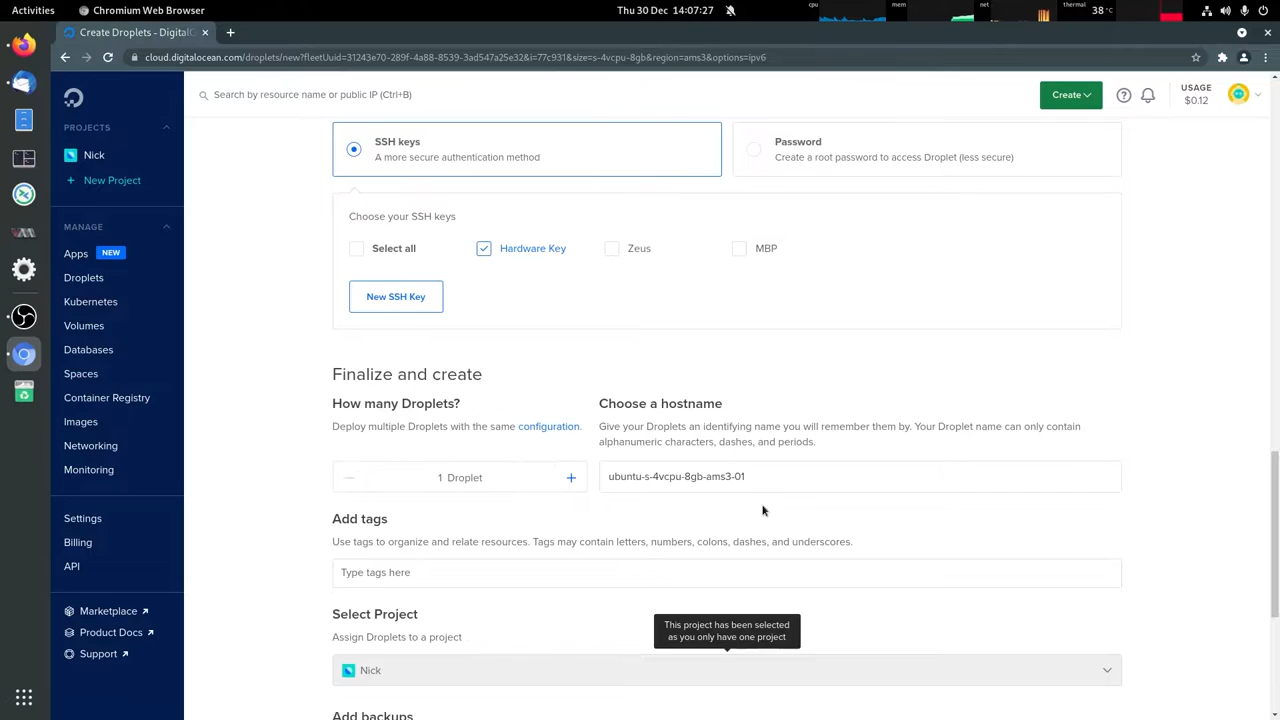 Activities
Chromium Web Browser
Thu 30 Dec 14:07:27
cpu
mem
net
thermal
38 °C
Create Droplets - DigitalO
cloud.digitalocean.com/droplets/new?fleetUuid=31243e70-289f-4a88-8539-3ad547a25e32&i=77c931&size=s-4vcpu-8gb&region=ams3&options=ipv6
Search by resource name or public IP (Ctrl+B)
Create
USAGE
$0.12
PROJECTS
Nick
+ New Project
MANAGE
Apps NEW
Droplets
Kubernetes
Volumes
Databases
Spaces
Container Registry
Images
Networking
Monitoring
Settings
Billing
API
Marketplace
Product Docs
Support
SSH keys
A more secure authentication method
Password
Create a root password to access Droplet (less secure)
Choose your SSH keys
Select all
Hardware Key
Zeus
MBP
New SSH Key
Finalize and create
How many Droplets?
Deploy multiple Droplets with the same configuration.
1 Droplet
Choose a hostname
Give your Droplets an identifying name you will remember them by. Your Droplet name can only contain
alphanumeric characters, dashes, and periods.
ubuntu-s-4vcpu-8gb-ams3-01
Add tags
Use tags to organize and relate resources. Tags may contain letters, numbers, colons, dashes, and underscores.
Type tags here
Select Project
Assign Droplets to a project
This project has been selected
as you only have one project
Nick
Add backups